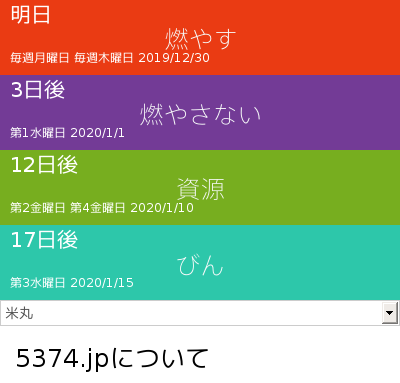 明日
燃やす
毎週月曜日 毎週木曜日 2019/12/30
3日後
燃やさない
第1水曜日 2020/1/1
12日後
資源
第2金曜日 第4金曜日 2020/1/10
17日後
びん
第3水曜日 2020/1/15
米丸
5374.jpについて